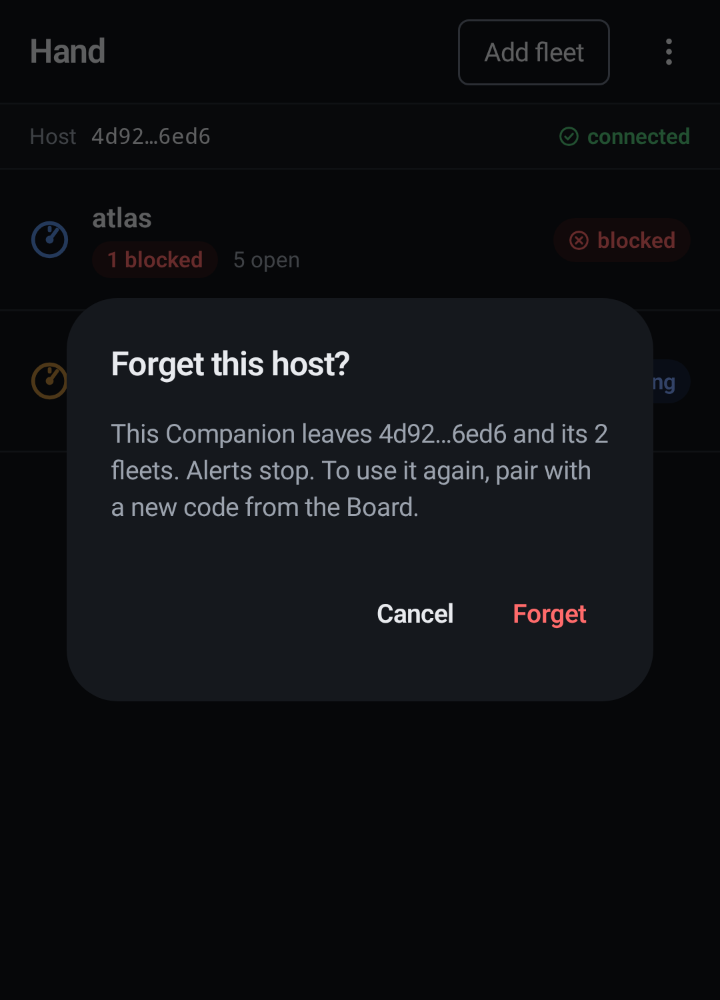 Hand
Add fleet
Host 4d92…6ed6
connected
atlas
1 blocked 5 open
blocked
ng
Forget this host?
This Companion leaves 4d92…6ed6 and its 2
fleets. Alerts stop. To use it again, pair with
a new code from the Board.
Cancel Forget